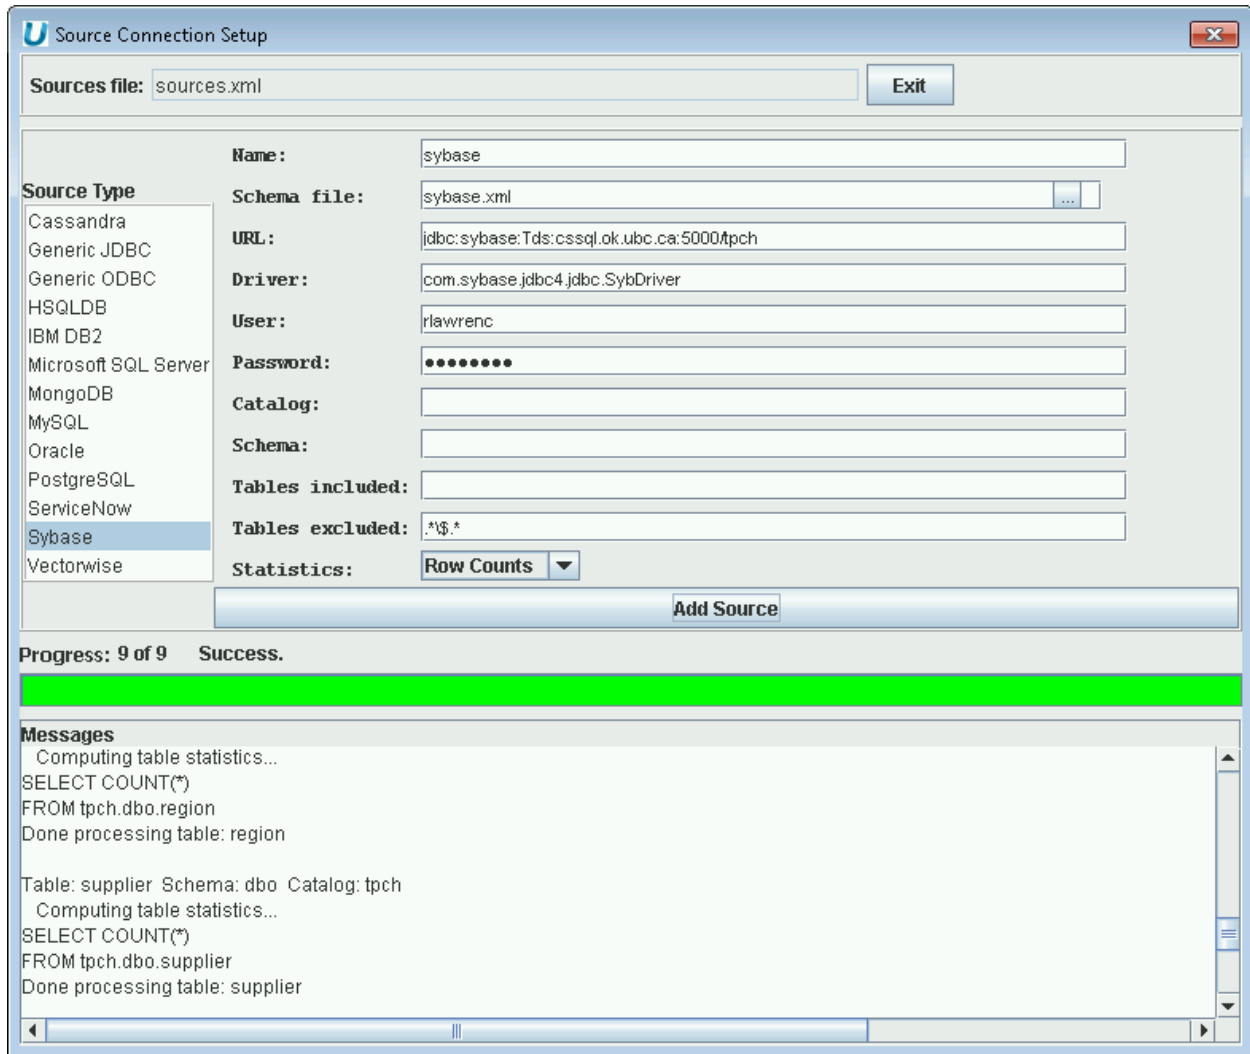 Source Connection Setup
Sources file: sources.xml Exit
Source Type
Cassandra
Generic JDBC
Generic ODBC
HSQLDB
IBM DB2
Microsoft SQL Server
MongoDB
MySQL
Oracle
PostgreSQL
ServiceNow
Sybase
Vectorwise
Name: sybase
Schema file: sybase.xml ...
URL: jdbc:sybase:Tds:cssql.ok.ubc.ca:5000/tpch
Driver: com.sybase.jdbc4.jdbc.SybDriver
User: rlawrenc
Password: ●●●●●●●●
Catalog:
Schema:
Tables included:
Tables excluded: .*\$.*
Statistics: Row Counts
Add Source
Progress: 9 of 9 Success.
Messages
Computing table statistics...
SELECT COUNT(*)
FROM tpch.dbo.region
Done processing table: region
Table: supplier Schema: dbo Catalog: tpch
Computing table statistics...
SELECT COUNT(*)
FROM tpch.dbo.supplier
Done processing table: supplier